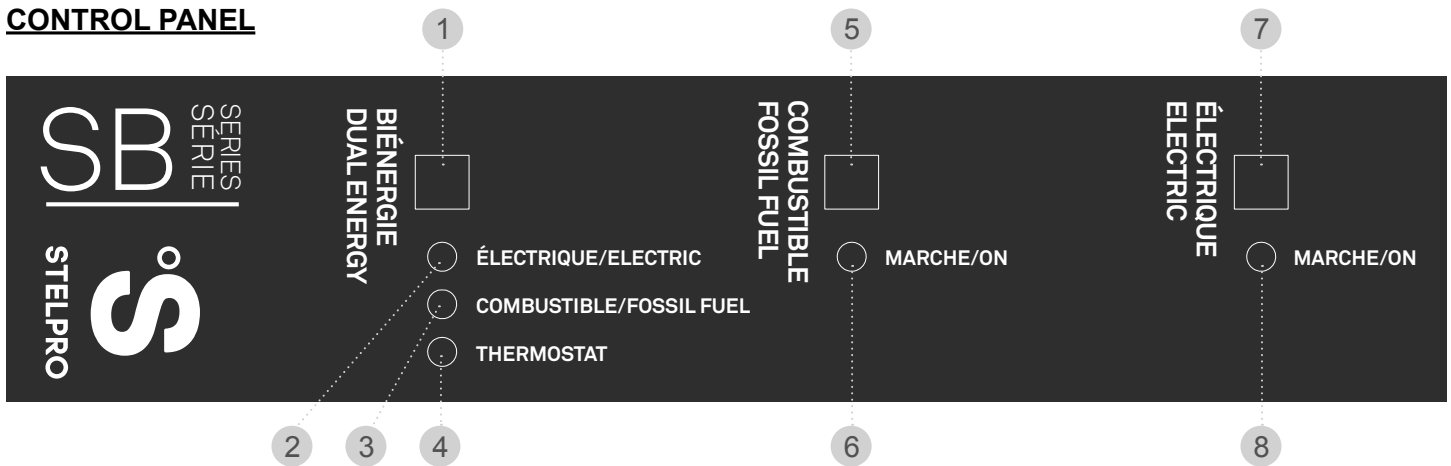 CONTROL PANEL
1
5
7
SB
SERIES
SÉRIE
STELPRO
S
BIÉNERGIE
DUAL ENERGY
ÉLECTRIQUE/ELECTRIC
COMBUSTIBLE/FOSSIL FUEL
THERMOSTAT
COMBUSTIBLE
FOSSIL FUEL
MARCHE/ON
ÉLECTRIQUE
ELECTRIC
MARCHE/ON
2
3
4
6
8